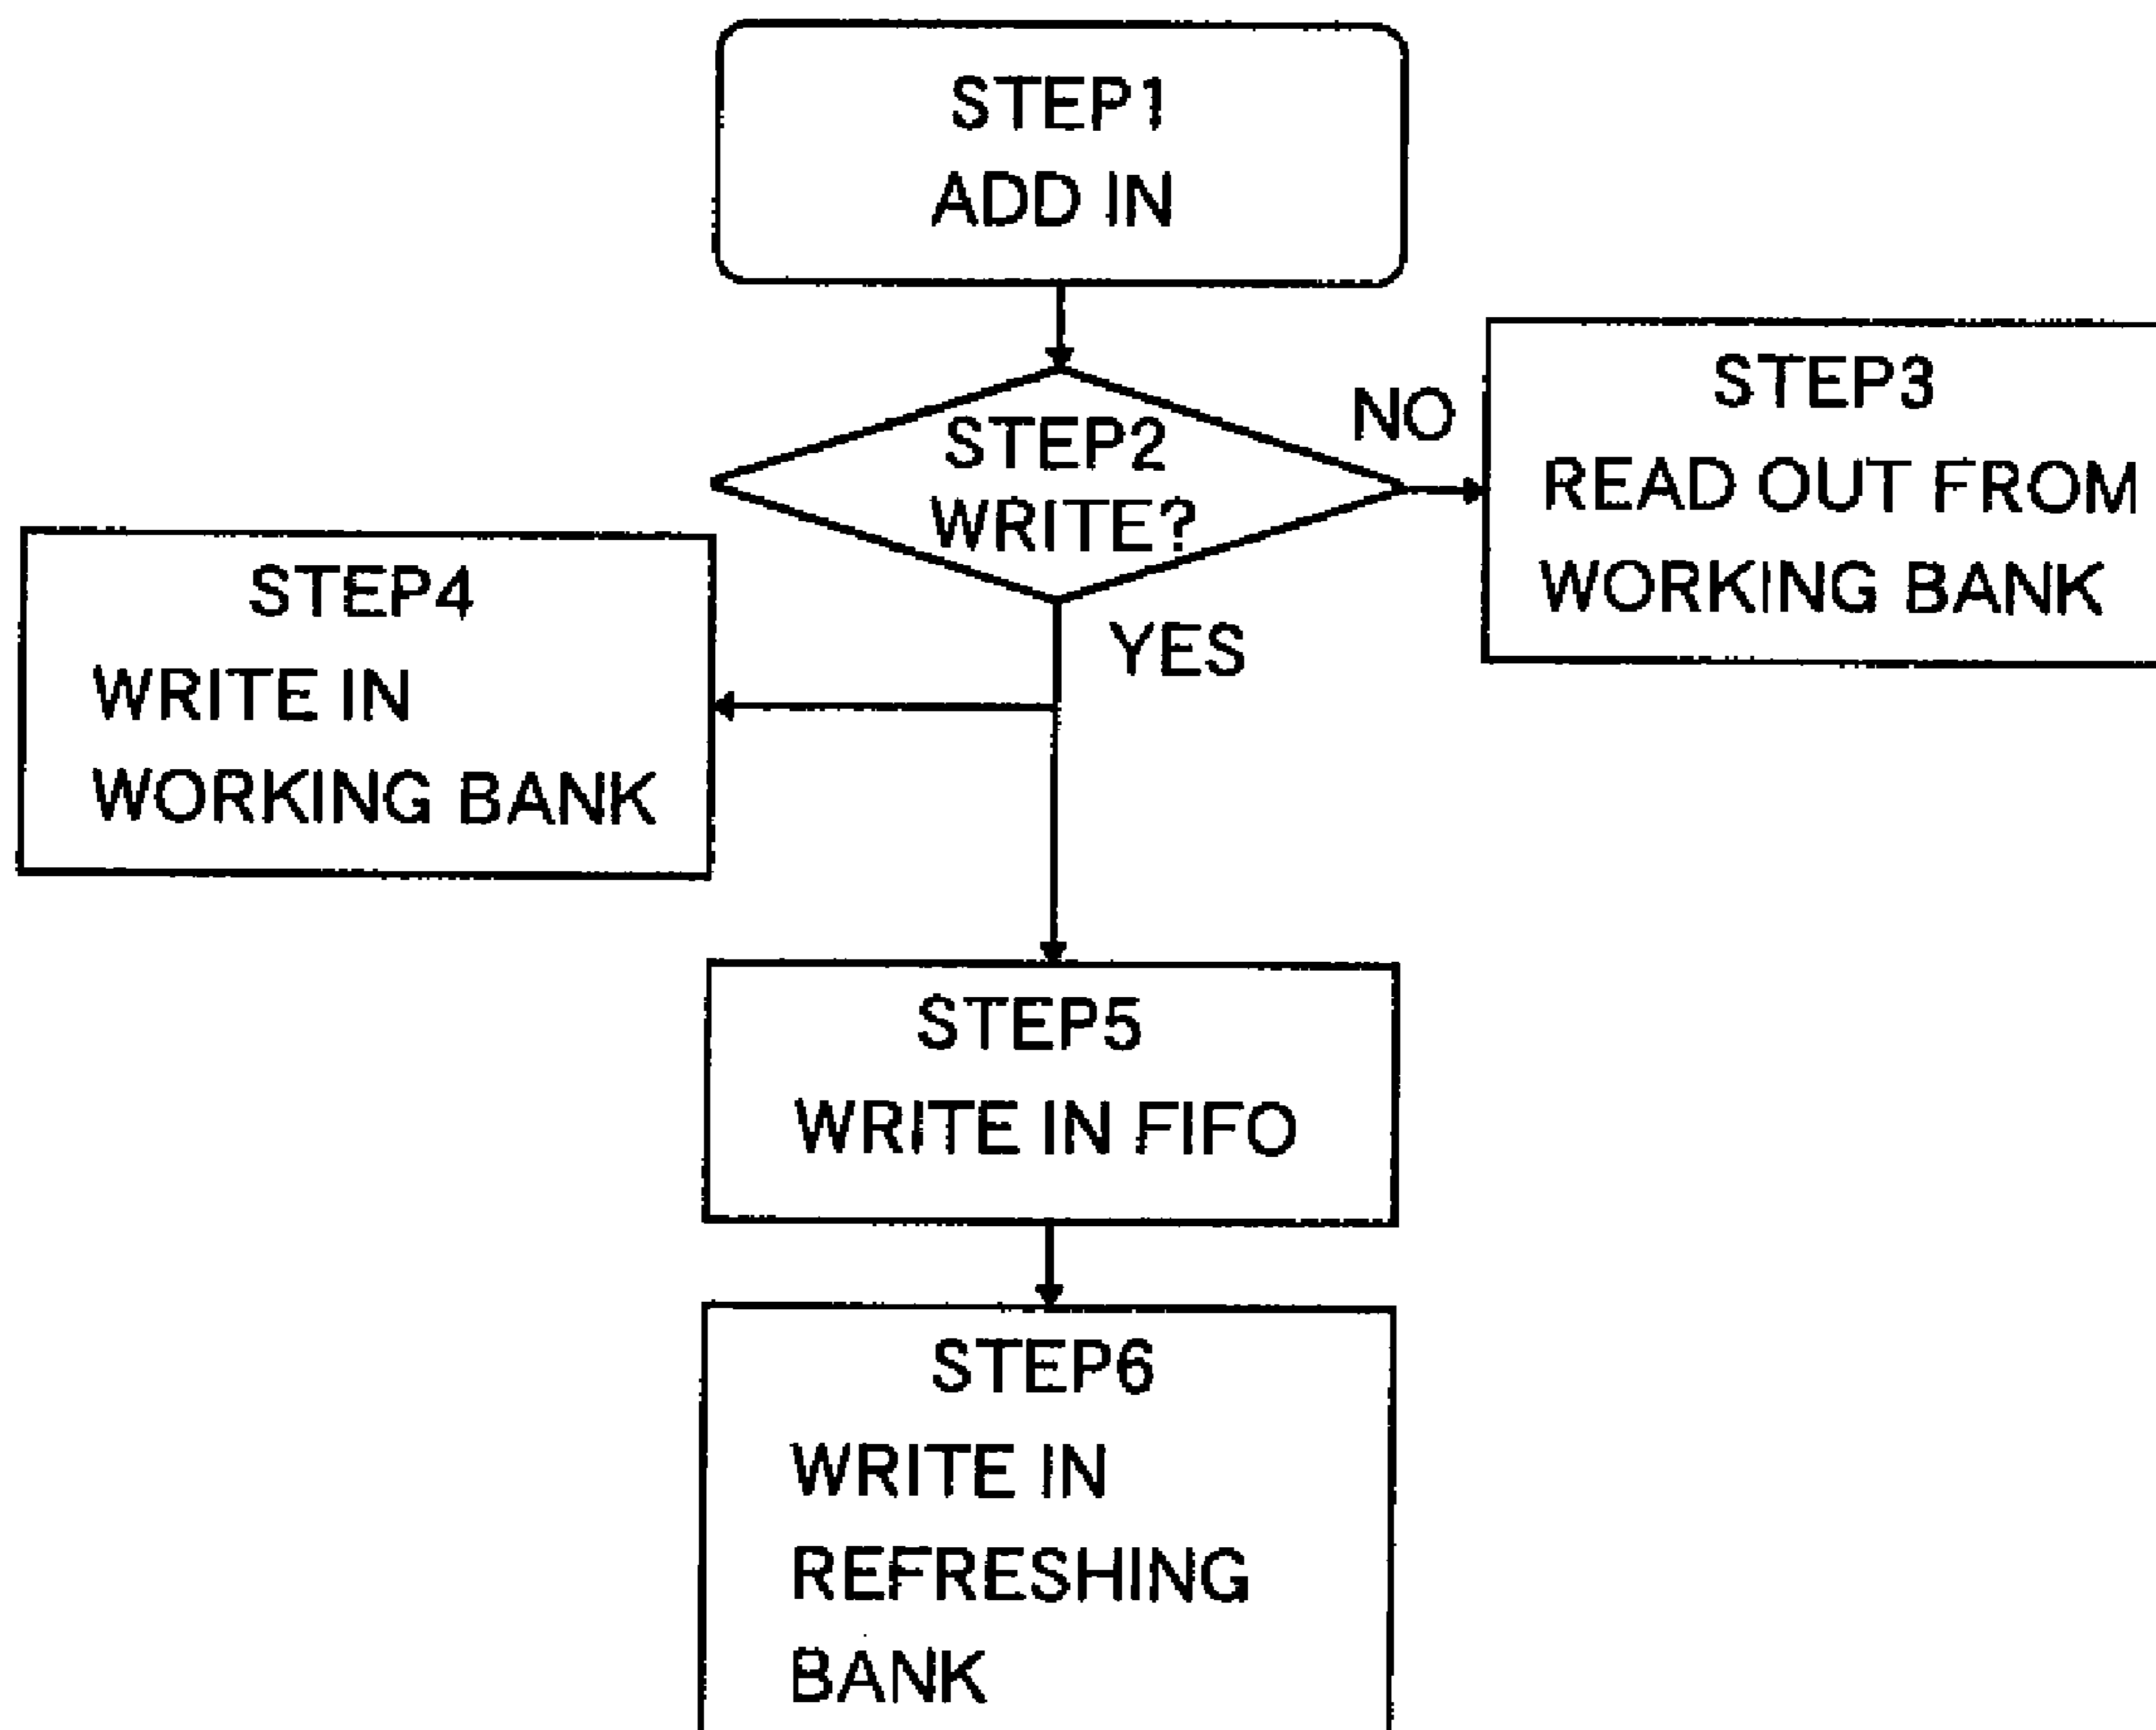 STEP1
ADD IN
STEP2
WRITE?
NO
STEP3
READ OUT FROM
WORKING BANK
YES
STEP4
WRITE IN
WORKING BANK
STEP5
WRITE IN FIFO
STEP6
WRITE IN
REFRESHING
BANK